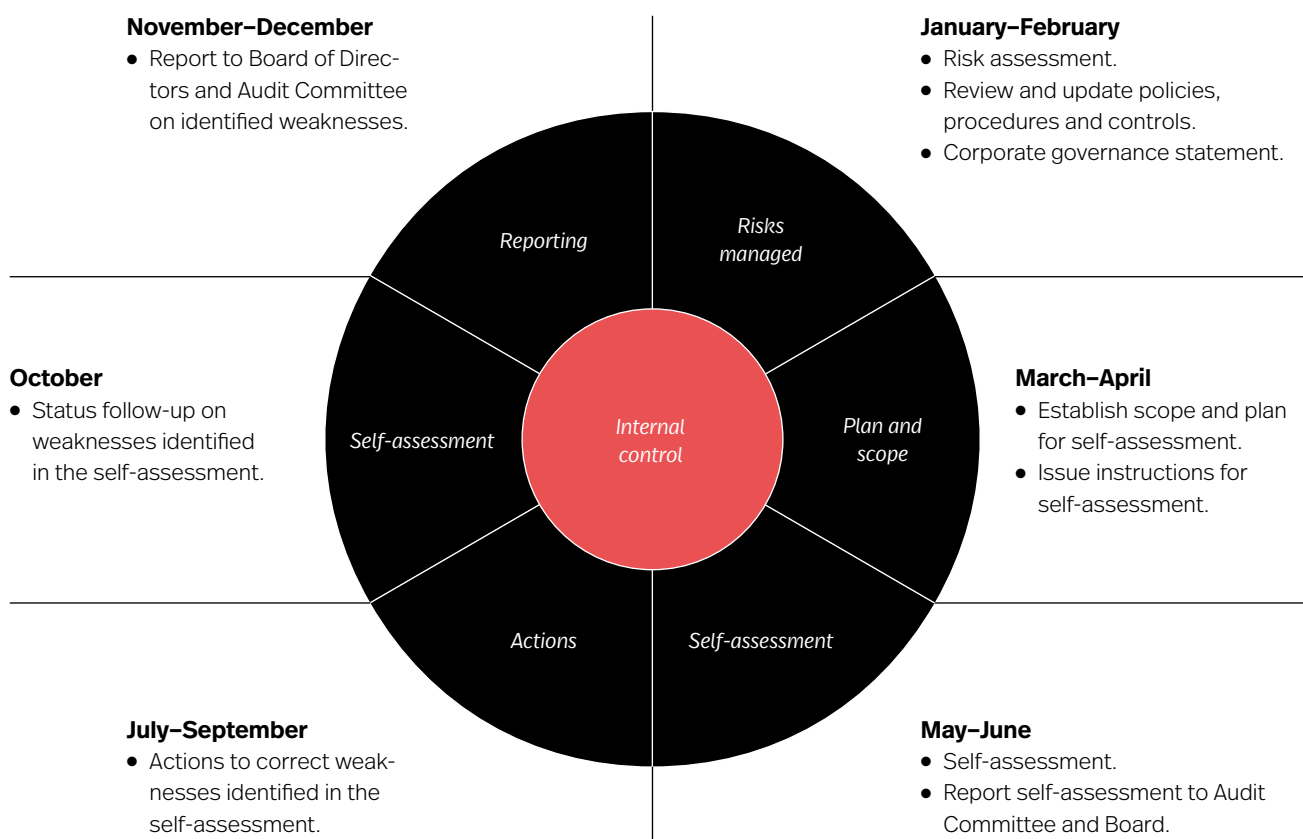 November–December
• Report to Board of Direc-
tors and Audit Committee
on identified weaknesses.
January–February
• Risk assessment.
• Review and update policies,
procedures and controls.
• Corporate governance statement.
Reporting
Risks
managed
October
• Status follow-up on
weaknesses identified
in the self-assessment.
Self-assessment
Internal
control
Plan and
scope
March–April
• Establish scope and plan
for self-assessment.
• Issue instructions for
self-assessment.
Actions
Self-assessment
July–September
• Actions to correct weak-
nesses identified in the
self-assessment.
May–June
• Self-assessment.
• Report self-assessment to Audit
Committee and Board.